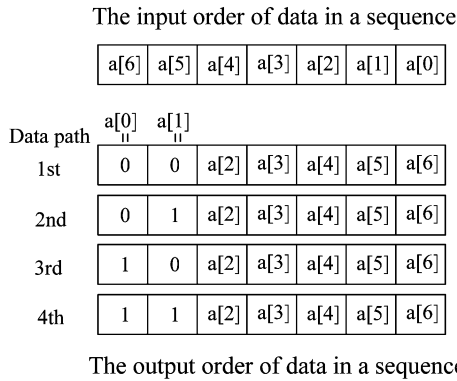 The input order of data in a sequence
a[6] a[5] a[4] a[3] a[2] a[1] a[0]
a[0] a[1]
Data path = =
1st 0 0 a[2] a[3] a[4] a[5] a[6]
2nd 0 1 a[2] a[3] a[4] a[5] a[6]
3rd 1 0 a[2] a[3] a[4] a[5] a[6]
4th 1 1 a[2] a[3] a[4] a[5] a[6]
The output order of data in a sequence